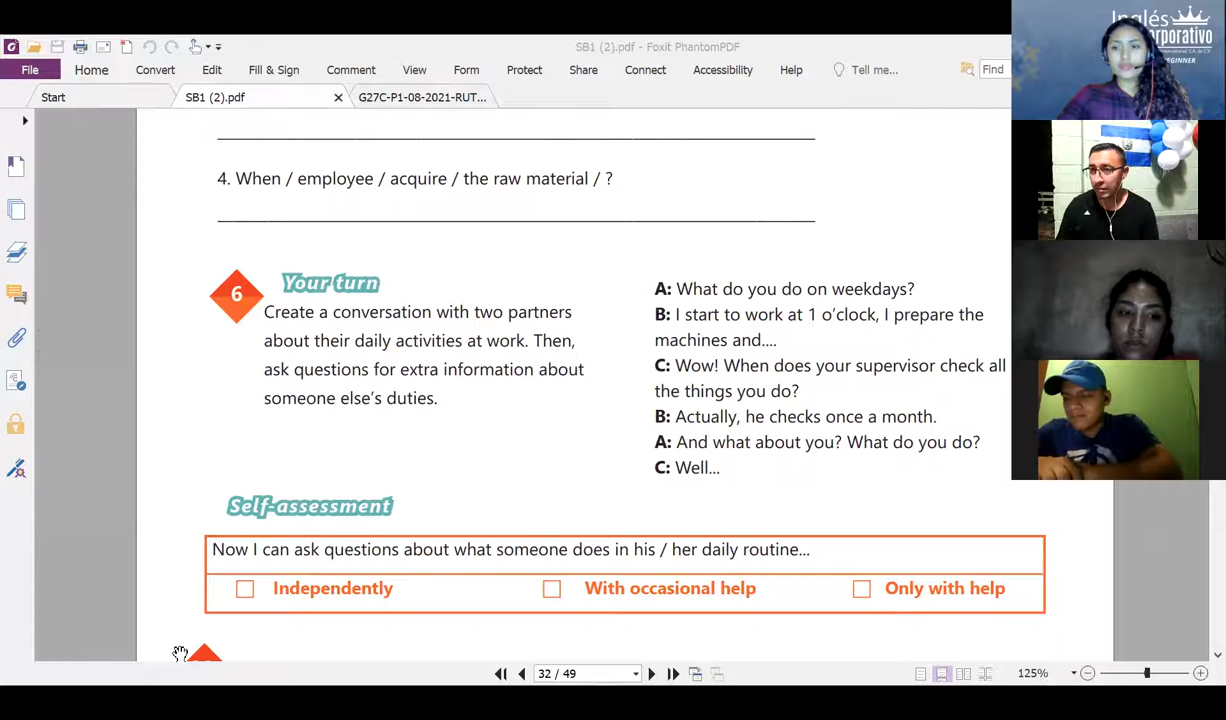 SB1 (2).pdf - Foxit PhantomPDF
File Home Convert Edit Fill & Sign Comment View Form Protect Share Connect Accessibility Help Tell me... Find
Start SB1 (2).pdf G27C-P1-08-2021-RUT...
4. When / employee / acquire / the raw material / ?
6 Your turn
Create a conversation with two partners
about their daily activities at work. Then,
ask questions for extra information about
someone else's duties.
A: What do you do on weekdays?
B: I start to work at 1 o'clock, I prepare the
machines and....
C: Wow! When does your supervisor check all
the things you do?
B: Actually, he checks once a month.
A: And what about you? What do you do?
C: Well...
Self-assessment
Now I can ask questions about what someone does in his / her daily routine...
Independently With occasional help Only with help
32 / 49
125%
Inglés
orporativo
EGINNER